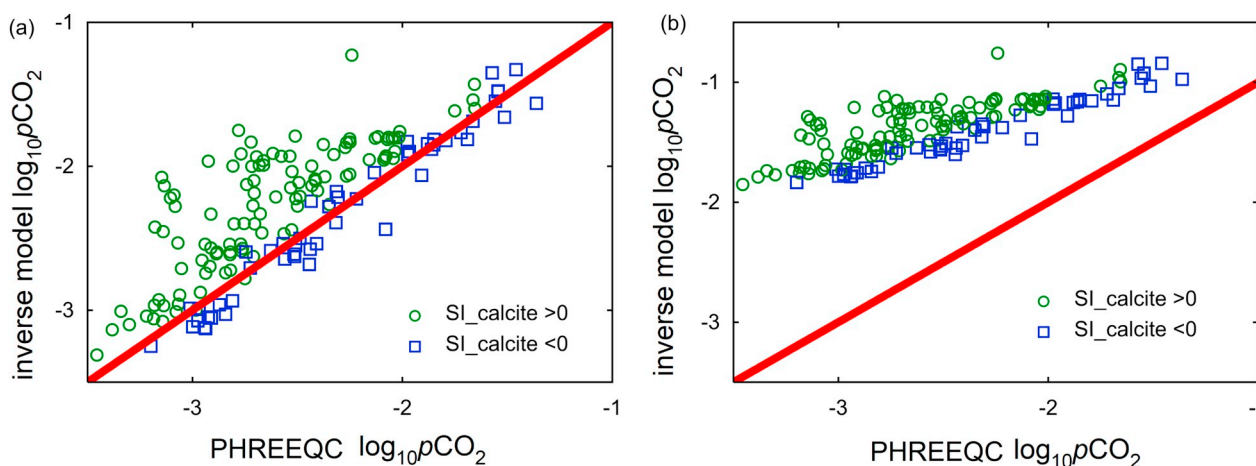 (a)
-1
-2
-3
inverse model log₁₀pCO₂
SI_calcite >0
SI_calcite <0
-3 -2 -1
PHREEQC log₁₀pCO₂
(b)
-1
-2
-3
inverse model log₁₀pCO₂
SI_calcite >0
SI_calcite <0
-3 -2
PHREEQC log₁₀pCO₂